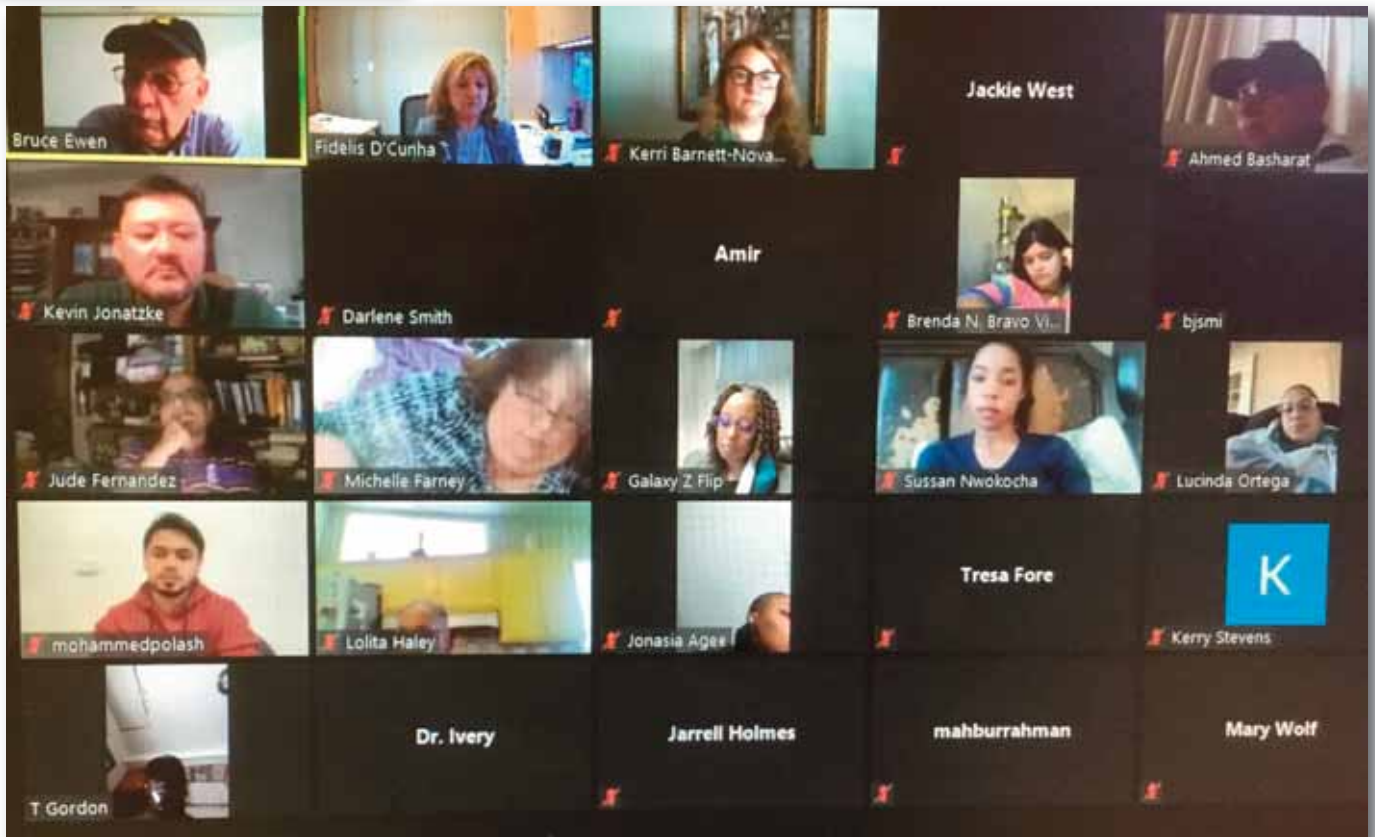 Bruce Ewen
Fidelis D'Cunha
Kerri Barnett-Nova...
Jackie West
Ahmed Basharat
Kevin Jonatzke
Darlene Smith
Amir
Brenda N. Bravo Vi...
bjsmi
Jude Fernandez
Michelle Farney
Galaxy Z Flip
Sussan Nwokocha
Lucinda Ortega
mohammedpolash
Lolita Haley
Jonasia Agee
Tresa Fore
K
Kerry Stevens
T Gordon
Dr. Ivery
Jarrell Holmes
mahburrahman
Mary Wolf